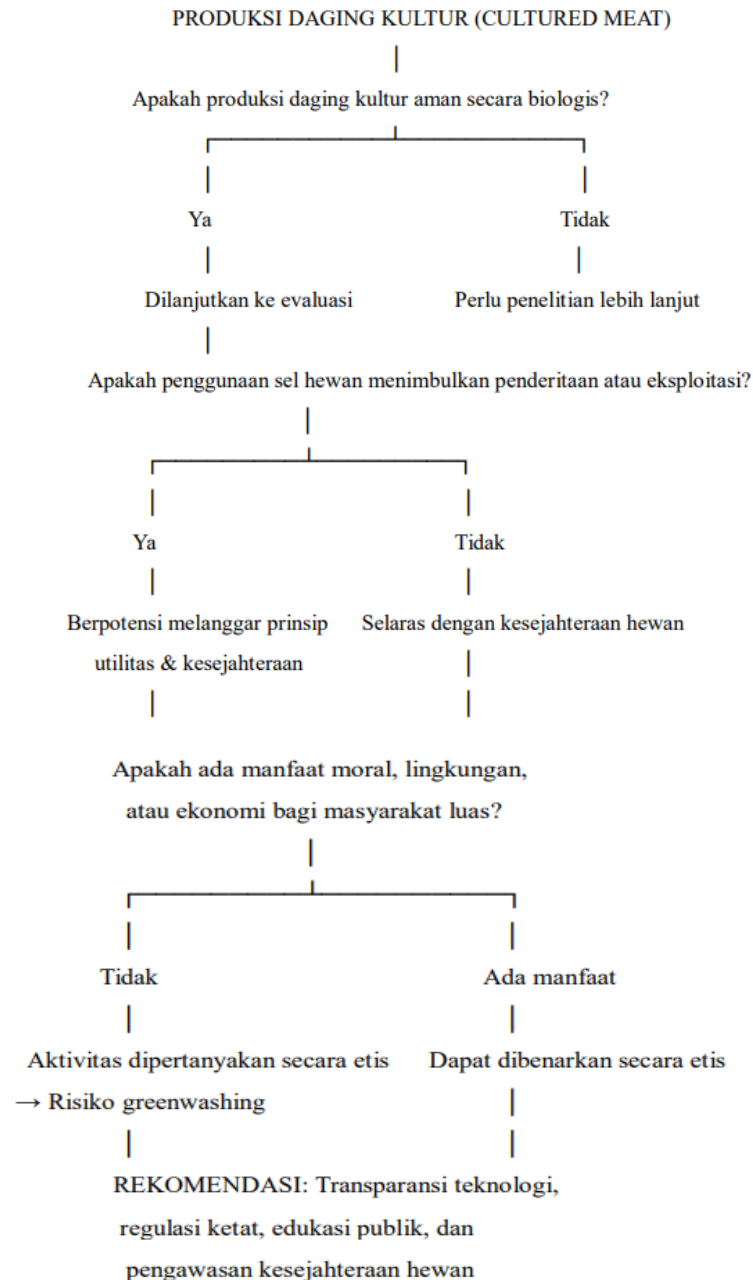 PRODUKSI DAGING KULTUR (CULTURED MEAT)
Apakah produksi daging kultur aman secara biologis?
Ya
Tidak
Dilanjutkan ke evaluasi
Perlu penelitian lebih lanjut
Apakah penggunaan sel hewan menimbulkan penderitaan atau eksploitasi?
Ya
Tidak
Berpotensi melanggar prinsip
utilitas & kesejahteraan
Selaras dengan kesejahteraan hewan
Apakah ada manfaat moral, lingkungan,
atau ekonomi bagi masyarakat luas?
Tidak
Ada manfaat
Aktivitas dipertanyakan secara etis
→ Risiko greenwashing
Dapat dibenarkan secara etis
REKOMENDASI: Transparansi teknologi,
regulasi ketat, edukasi publik, dan
pengawasan kesejahteraan hewan